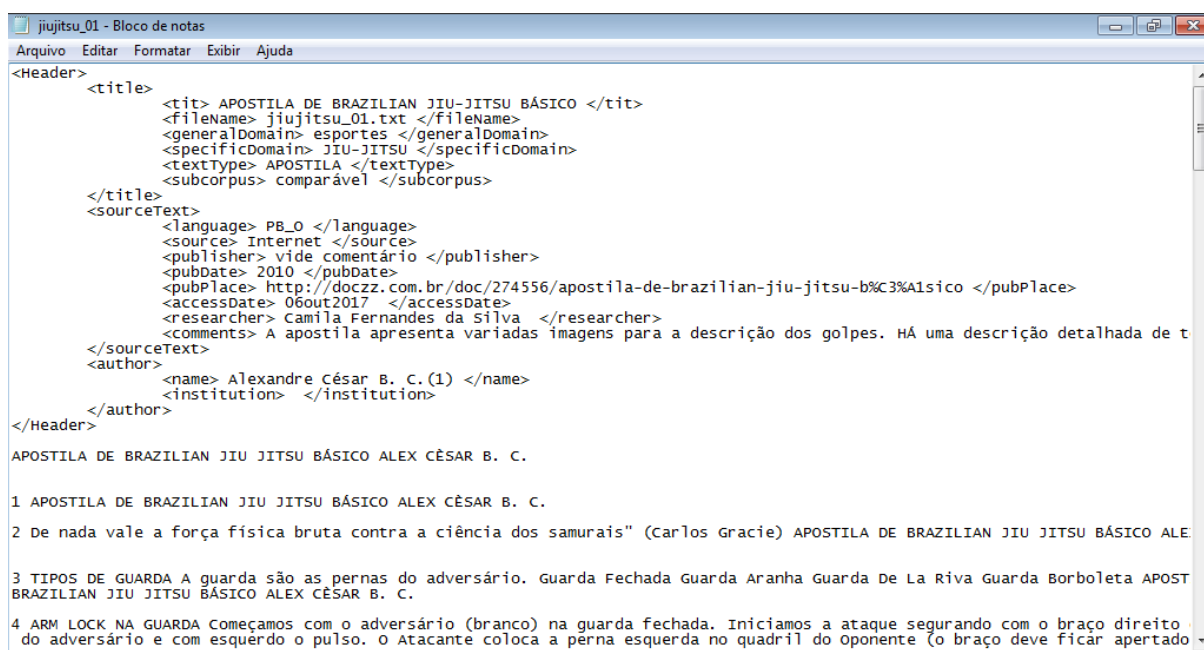 jiujitsu_01 - Bloco de notas
Arquivo Editar Formatar Exibir Ajuda
<Header>
<title>
<tit> APOSTILA DE BRAZILIAN JIU-JITSU BÁSICO </tit>
<fileName> jiujitsu_01.txt </fileName>
<generalDomain> esportes </generalDomain>
<specificDomain> JIU-JITSU </specificDomain>
<textType> APOSTILA </textType>
<subcorpus> comparável </subcorpus>
</title>
<sourceText>
<language> PB_O </language>
<source> Internet </source>
<publisher> vide comentário </publisher>
<pubDate> 2010 </pubDate>
<pubPlace> http://doczz.com.br/doc/274556/apostila-de-brazilian-jiu-jitsu-b%C3%A1sico </pubPlace>
<accessDate> 06out2017  </accessDate>
<researcher> Camila Fernandes da Silva  </researcher>
<comments> A apostila apresenta variadas imagens para a descrição dos golpes. HÁ uma descrição detalhada de t
</sourceText>
<author>
<name> Alexandre César B. C.(1) </name>
<institution>  </institution>
</author>
</Header>
APOSTILA DE BRAZILIAN JIU JITSU BÁSICO ALEX CÈSAR B. C.
1 APOSTILA DE BRAZILIAN JIU JITSU BÁSICO ALEX CÈSAR B. C.
2 De nada vale a força física bruta contra a ciência dos samurais" (Carlos Gracie) APOSTILA DE BRAZILIAN JIU JITSU BÁSICO ALE
3 TIPOS DE GUARDA A guarda são as pernas do adversário. Guarda Fechada Guarda Aranha Guarda De La Riva Guarda Borboleta APOST
BRAZILIAN JIU JITSU BÁSICO ALEX CÈSAR B. C.
4 ARM LOCK NA GUARDA Começamos com o adversário (branco) na guarda fechada. Iniciamos a ataque segurando com o braço direito
do adversário e com esquerdo o pulso. O Atacante coloca a perna esquerda no quadril do Oponente (o braço deve ficar apertado